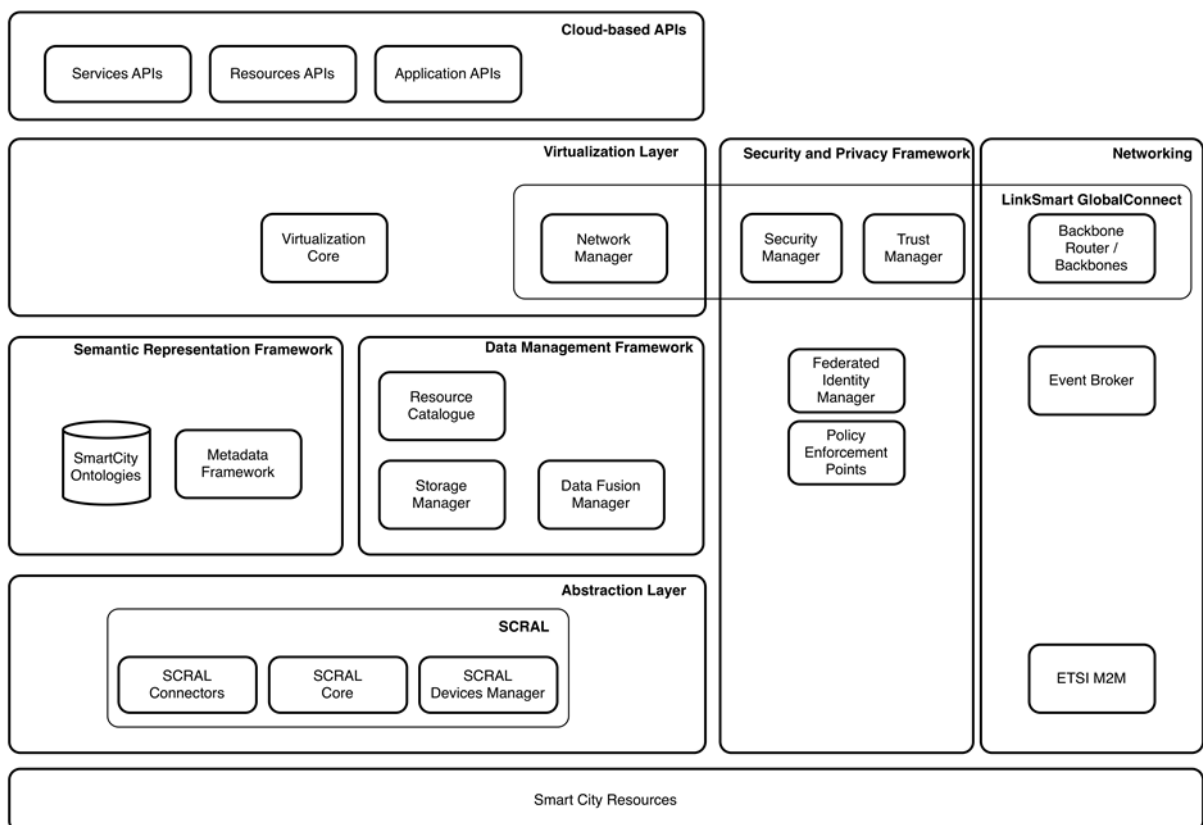 Cloud-based APIs
Services APIs
Resources APIs
Application APIs
Virtualization Layer
Virtualization
Core
Network
Manager
Security and Privacy Framework
Security
Manager
Trust
Manager
Networking
LinkSmart GlobalConnect
Backbone
Router /
Backbones
Semantic Representation Framework
SmartCity
Ontologies
Metadata
Framework
Data Management Framework
Resource
Catalogue
Storage
Manager
Data Fusion
Manager
Federated
Identity
Manager
Policy
Enforcement
Points
Event Broker
Abstraction Layer
SCRAL
SCRAL
Connectors
SCRAL
Core
SCRAL
Devices Manager
ETSI M2M
Smart City Resources